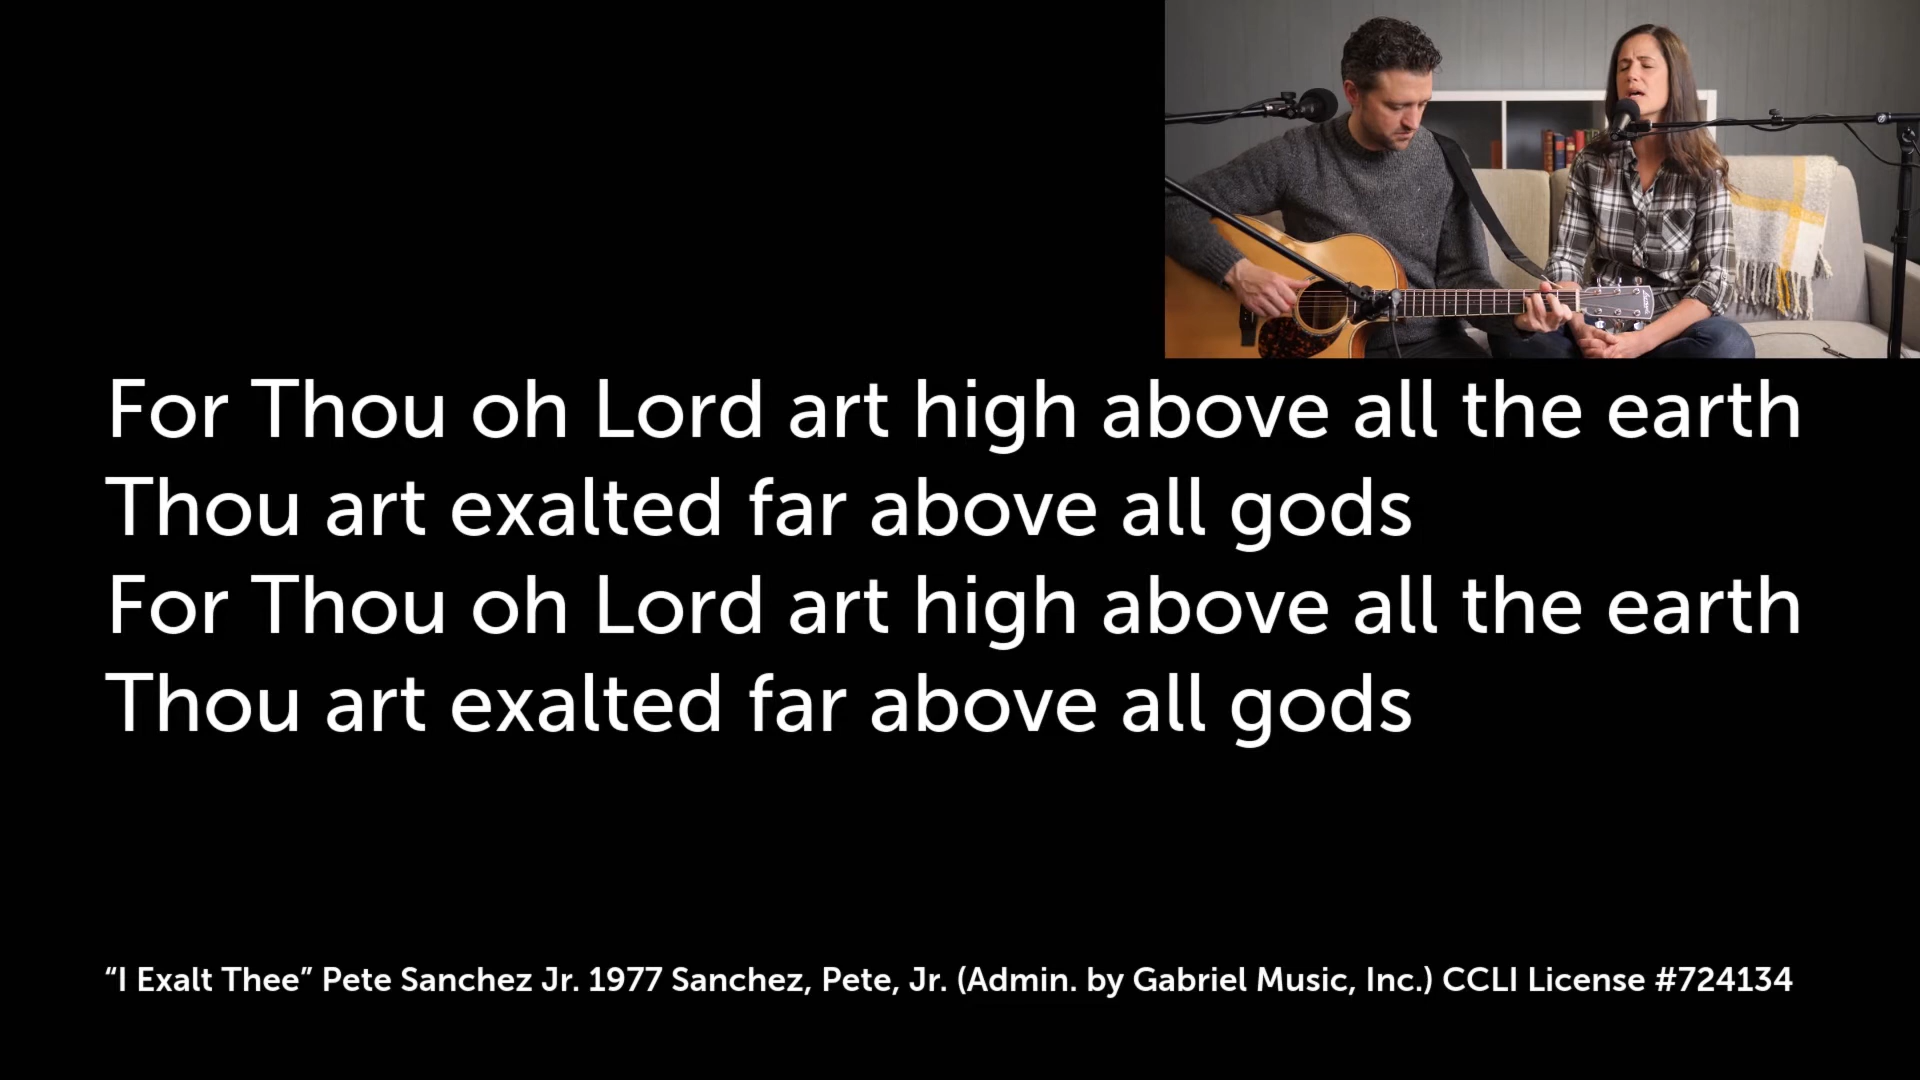 For Thou oh Lord art high above all the earth
Thou art exalted far above all gods
For Thou oh Lord art high above all the earth
Thou art exalted far above all gods
“I Exalt Thee” Pete Sanchez Jr. 1977 Sanchez, Pete, Jr. (Admin. by Gabriel Music, Inc.) CCLI License #724134